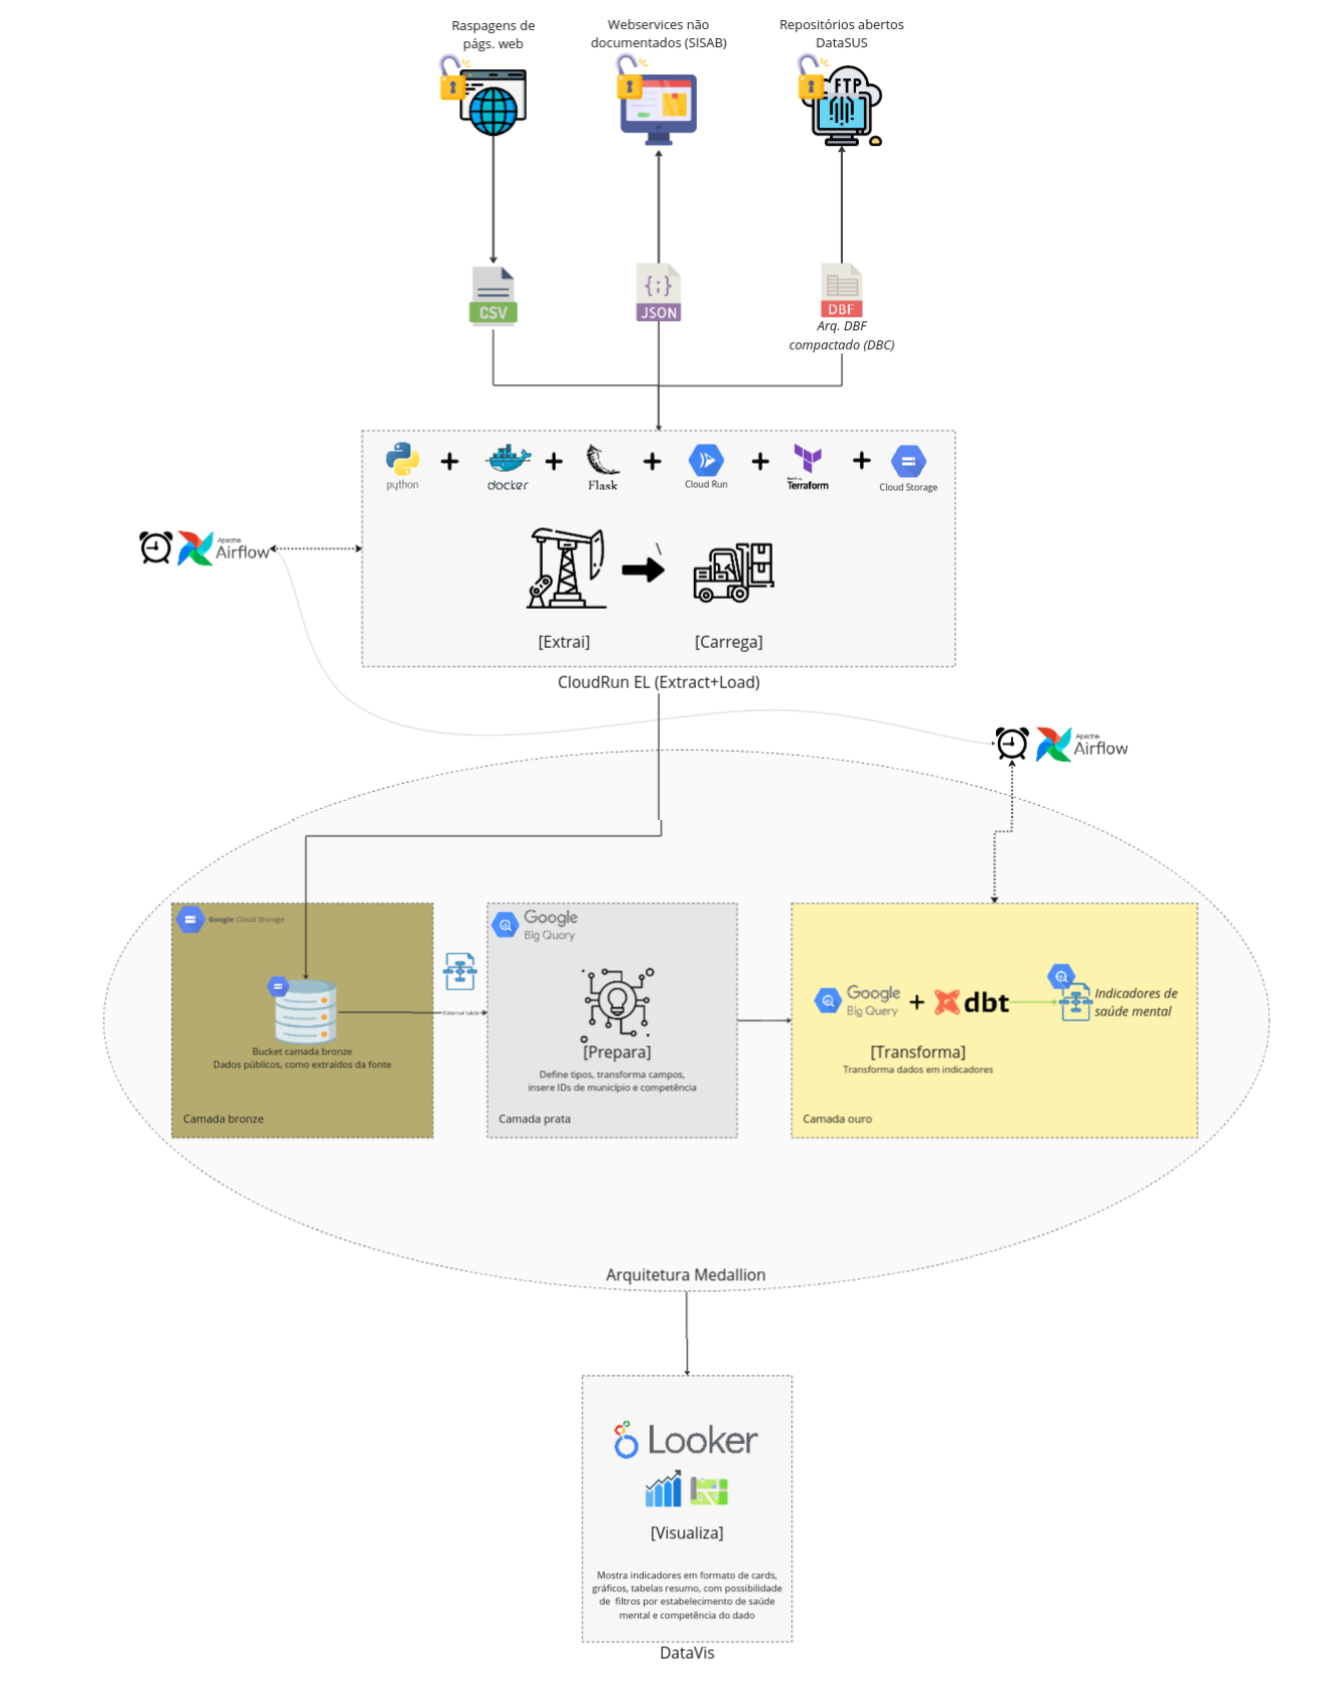 Raspagens de
págs. web
Webservices não
documentados (SISAB)
Repositórios abertos
DataSUS
FTP
CSV
{;}
JSON
DBF
Arq. DBF
compactado (DBC)
python
+
docker
+
Flask
+
Cloud Run
+
Terraform
+
Cloud Storage
Apache
Airflow
\
[Extrai]
[Carrega]
CloudRun EL (Extract+Load)
Apache
Airflow
Google Cloud Storage
Bucket camada bronze
Dados públicos, como extraídos da fonte
Camada bronze
External table
Google
Big Query
[Prepara]
Define tipos, transforma campos,
insere IDs de município e competência
Camada prata
Google
Big Query
+
dbt
Indicadores de
saúde mental
[Transforma]
Transforma dados em indicadores
Camada ouro
Arquitetura Medallion
Looker
[Visualiza]
Mostra indicadores em formato de cards,
gráficos, tabelas resumo, com possibilidade
de filtros por estabelecimento de saúde
mental e competência do dado
DataVis